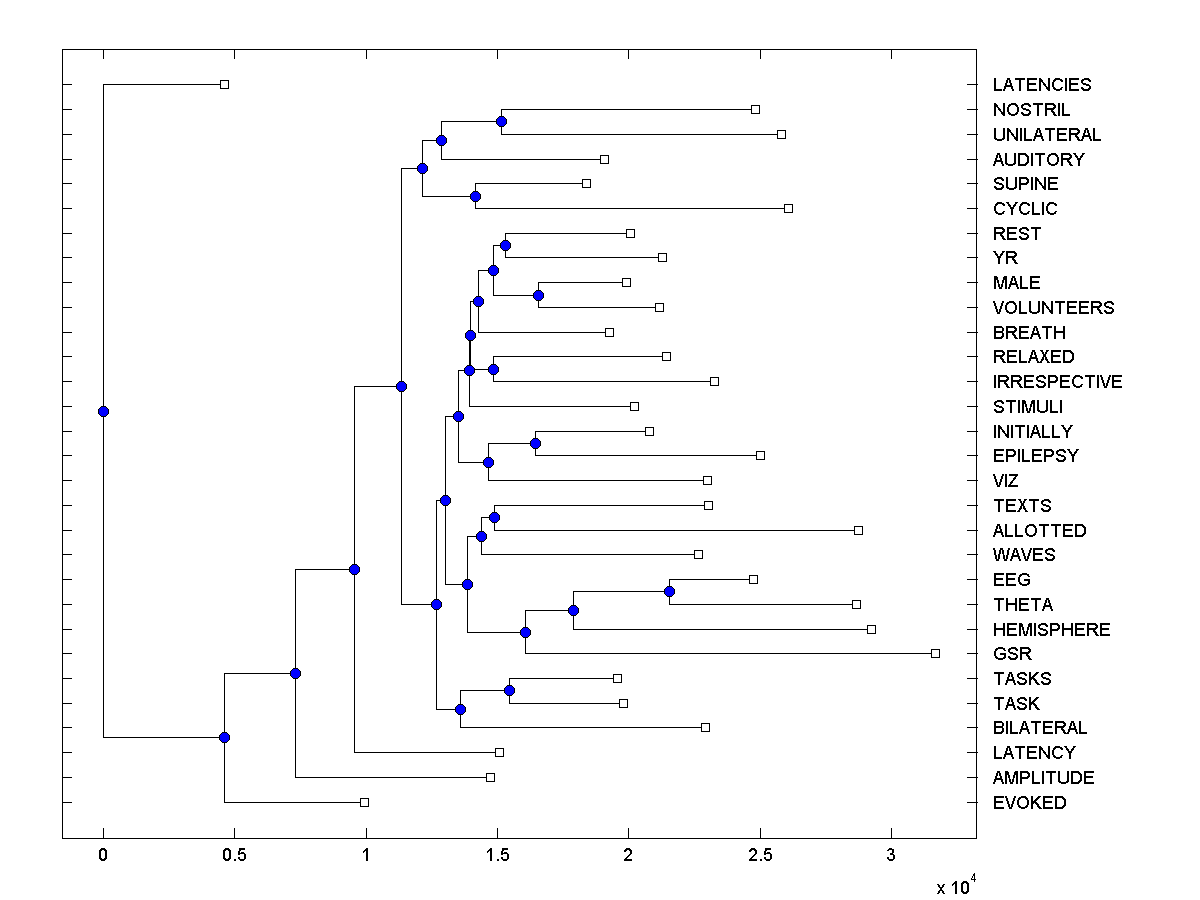 LATENCIES
NOSTRIL
UNILATERAL
AUDITORY
SUPINE
CYCLIC
REST
YR
MALE
VOLUNTEERS
BREATH
RELAXED
IRRESPECTIVE
STIMULI
INITIALLY
EPILEPSY
VIZ
TEXTS
ALLOTTED
WAVES
EEG
THETA
HEMISPHERE
GSR
TASKS
TASK
BILATERAL
LATENCY
AMPLITUDE
EVOKED
0 0.5 1 1.5 2 2.5 3
x 10^4